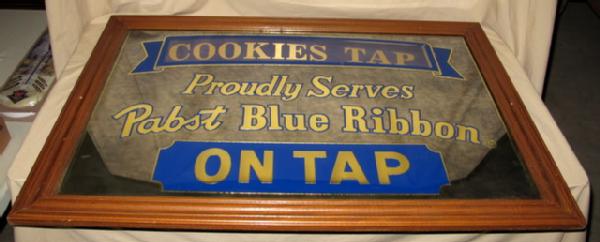 COOKIES TAP
Proudly Serves
Pabst Blue Ribbon®
ON TAP